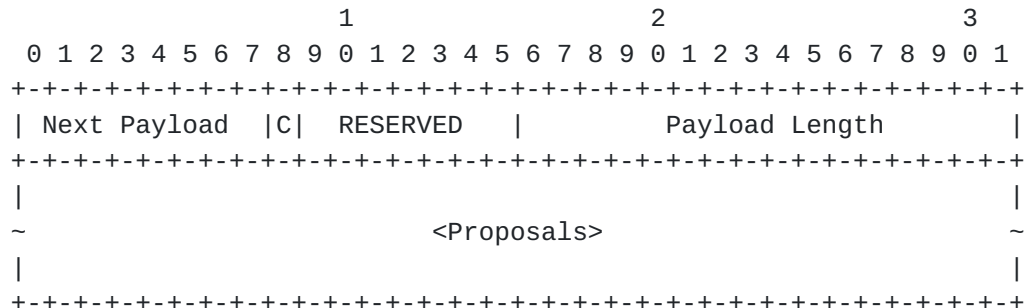 1                   2                   3
 0 1 2 3 4 5 6 7 8 9 0 1 2 3 4 5 6 7 8 9 0 1 2 3 4 5 6 7 8 9 0 1
+-+-+-+-+-+-+-+-+-+-+-+-+-+-+-+-+-+-+-+-+-+-+-+-+-+-+-+-+-+-+-+-+
| Next Payload  |C|  RESERVED   |         Payload Length        |
+-+-+-+-+-+-+-+-+-+-+-+-+-+-+-+-+-+-+-+-+-+-+-+-+-+-+-+-+-+-+-+-+
|                                                               |
~                          <Proposals>                          ~
|                                                               |
+-+-+-+-+-+-+-+-+-+-+-+-+-+-+-+-+-+-+-+-+-+-+-+-+-+-+-+-+-+-+-+-+